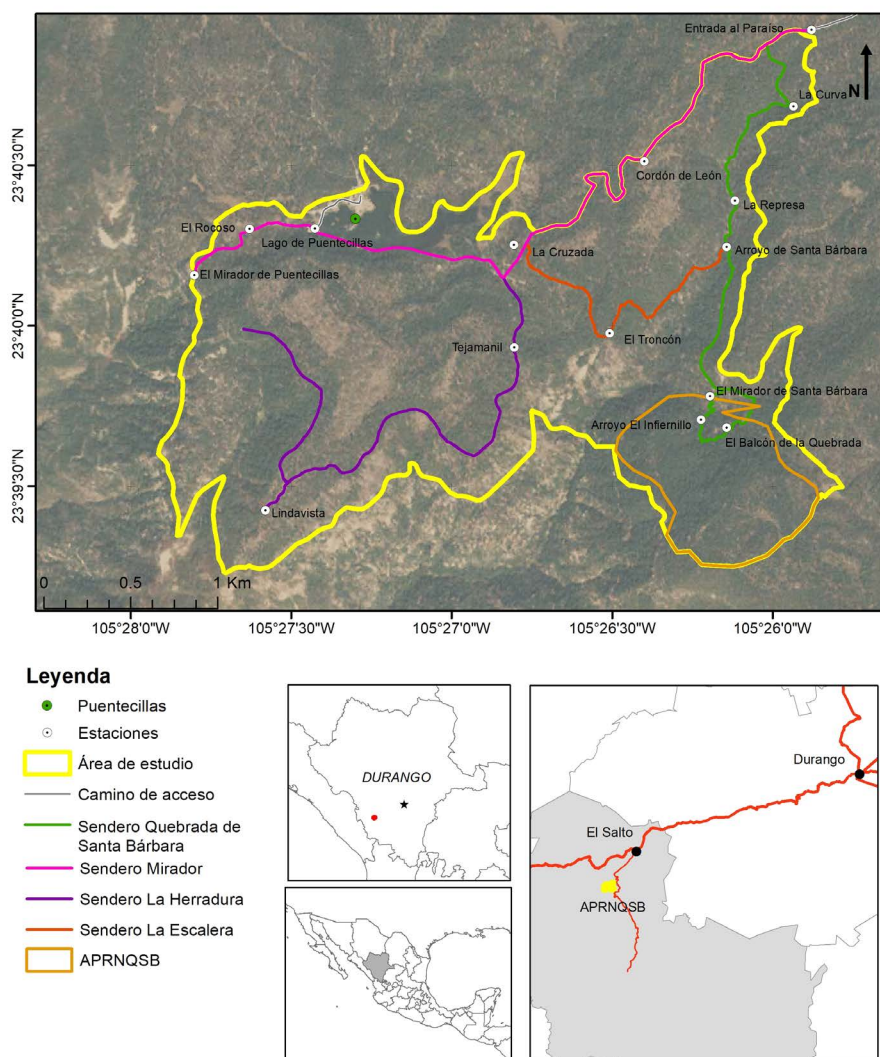 Entrada al Paraíso
N
La Curva
23°40'30"N
Cordón de León
La Represa
El Rocoso
Lago de Puentecillas
La Cruzada
Arroyo de Santa Bárbara
El Mirador de Puentecillas
23°40'0"N
El Troncón
Tejamanil
El Mirador de Santa Bárbara
Arroyo El Infiernillo
El Balcón de la Quebrada
23°39'30"N
Lindavista
0 0.5 1 Km
105°28'0"W 105°27'30"W 105°27'0"W 105°26'30"W 105°26'0"W
Leyenda
Puentecillas
Estaciones
Área de estudio
Camino de acceso
Sendero Quebrada de
Santa Bárbara
Sendero Mirador
Sendero La Herradura
Sendero La Escalera
APRNQSB
DURANGO
Durango
El Salto
APRNQSB